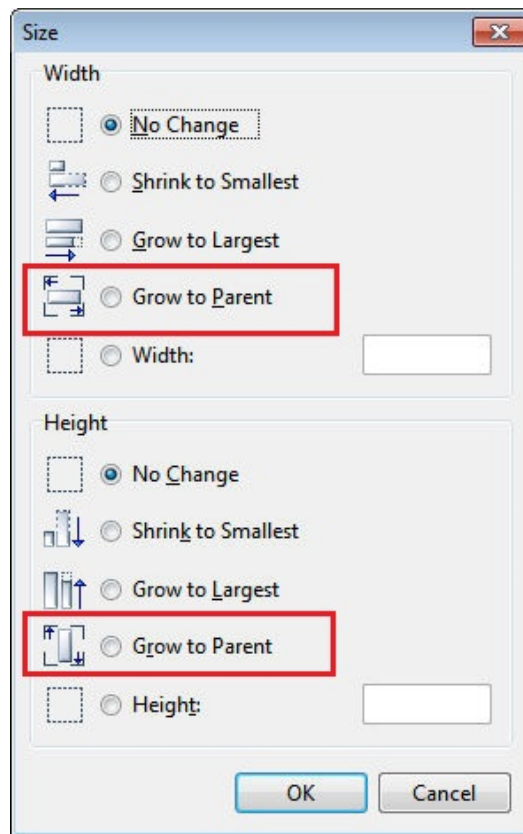 Size
Width
No Change
Shrink to Smallest
Grow to Largest
Grow to Parent
Width:
Height
No Change
Shrink to Smallest
Grow to Largest
Grow to Parent
Height:
OK Cancel